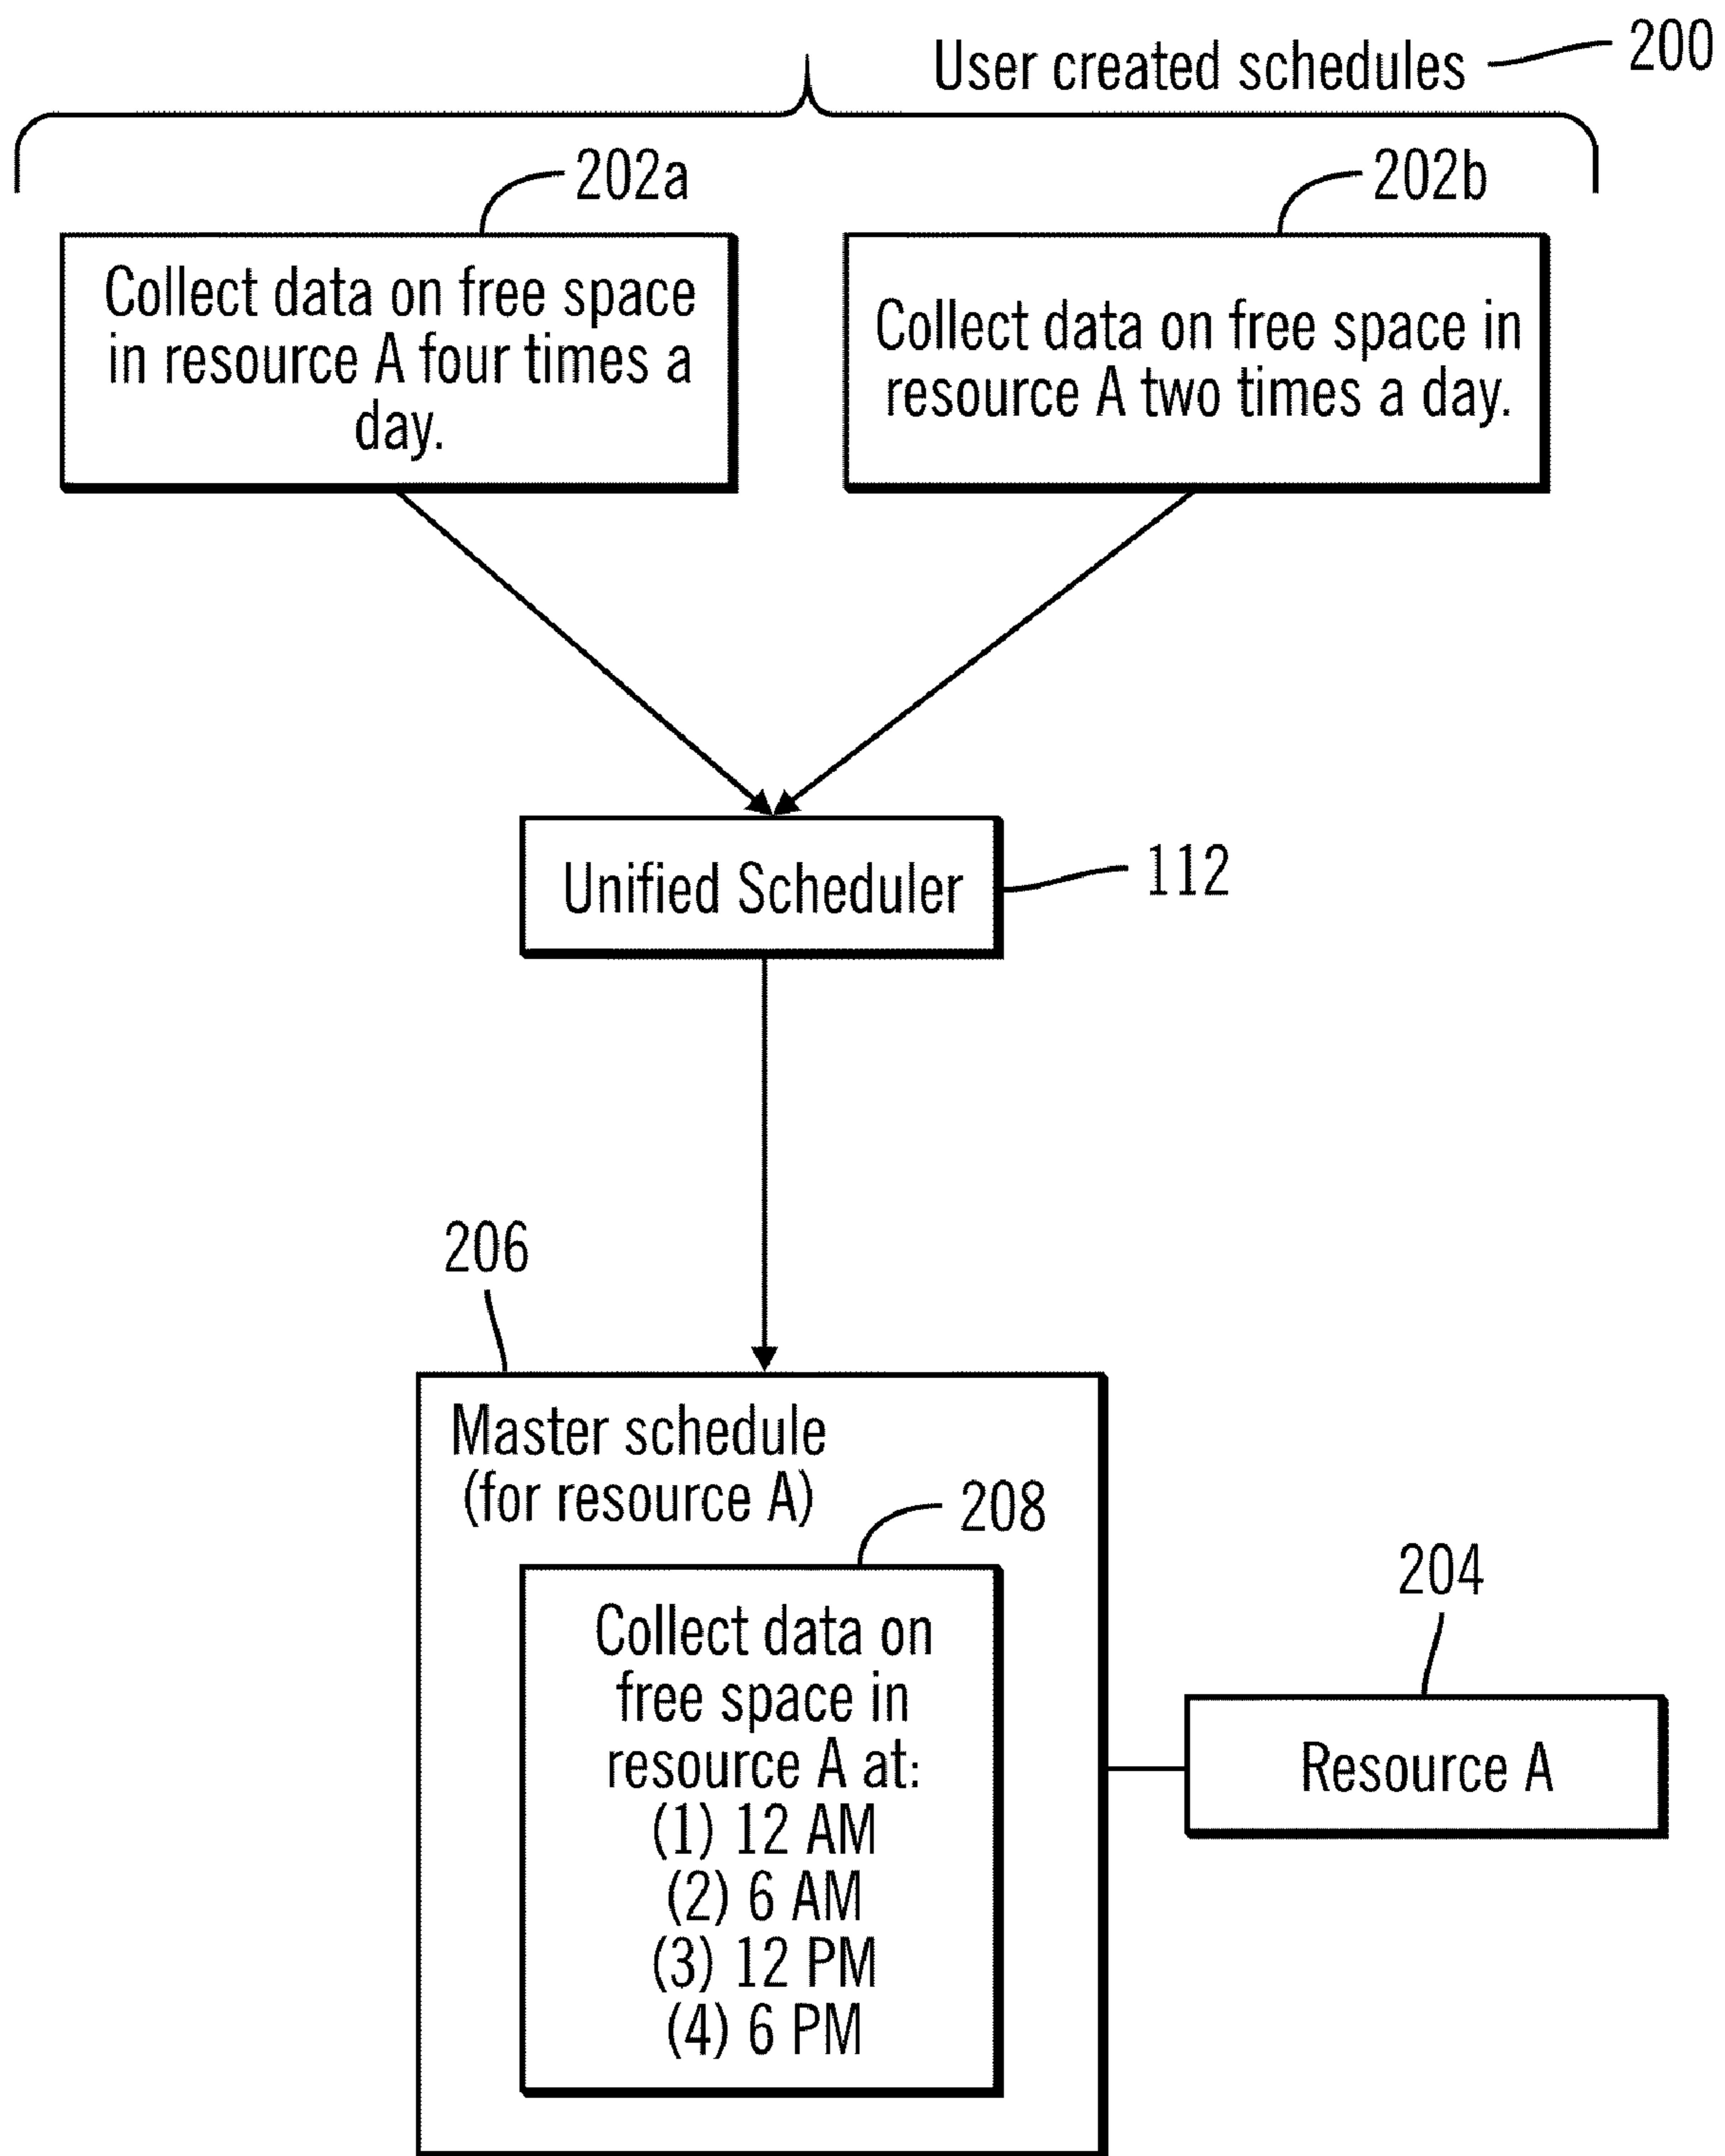 User created schedules 200
202a
202b
Collect data on free space
in resource A four times a
day.
Collect data on free space in
resource A two times a day.
Unified Scheduler
112
206
Master schedule
(for resource A)
208
Collect data on
free space in
resource A at:
(1) 12 AM
(2) 6 AM
(3) 12 PM
(4) 6 PM
204
Resource A